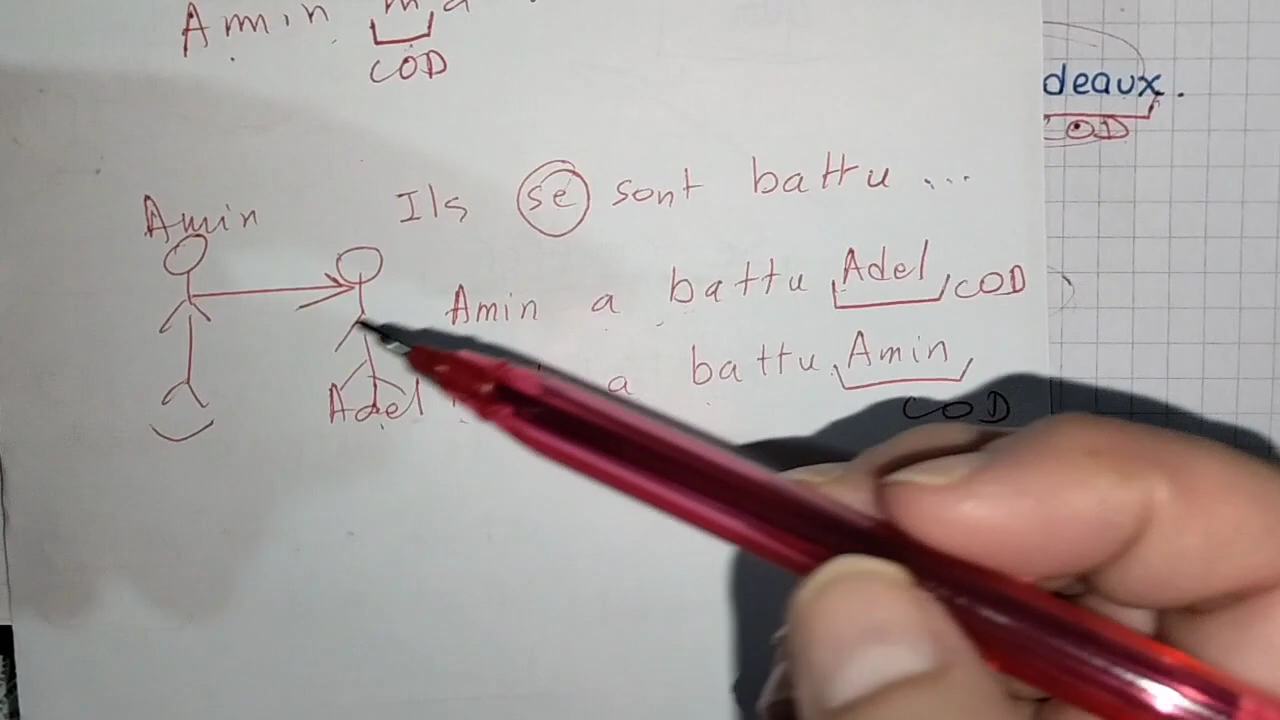 Amin
COD
deaux.
COD
Amin Ils se sont battu ...
Amin a battu Adel COD
a battu Amin
Adel
COD